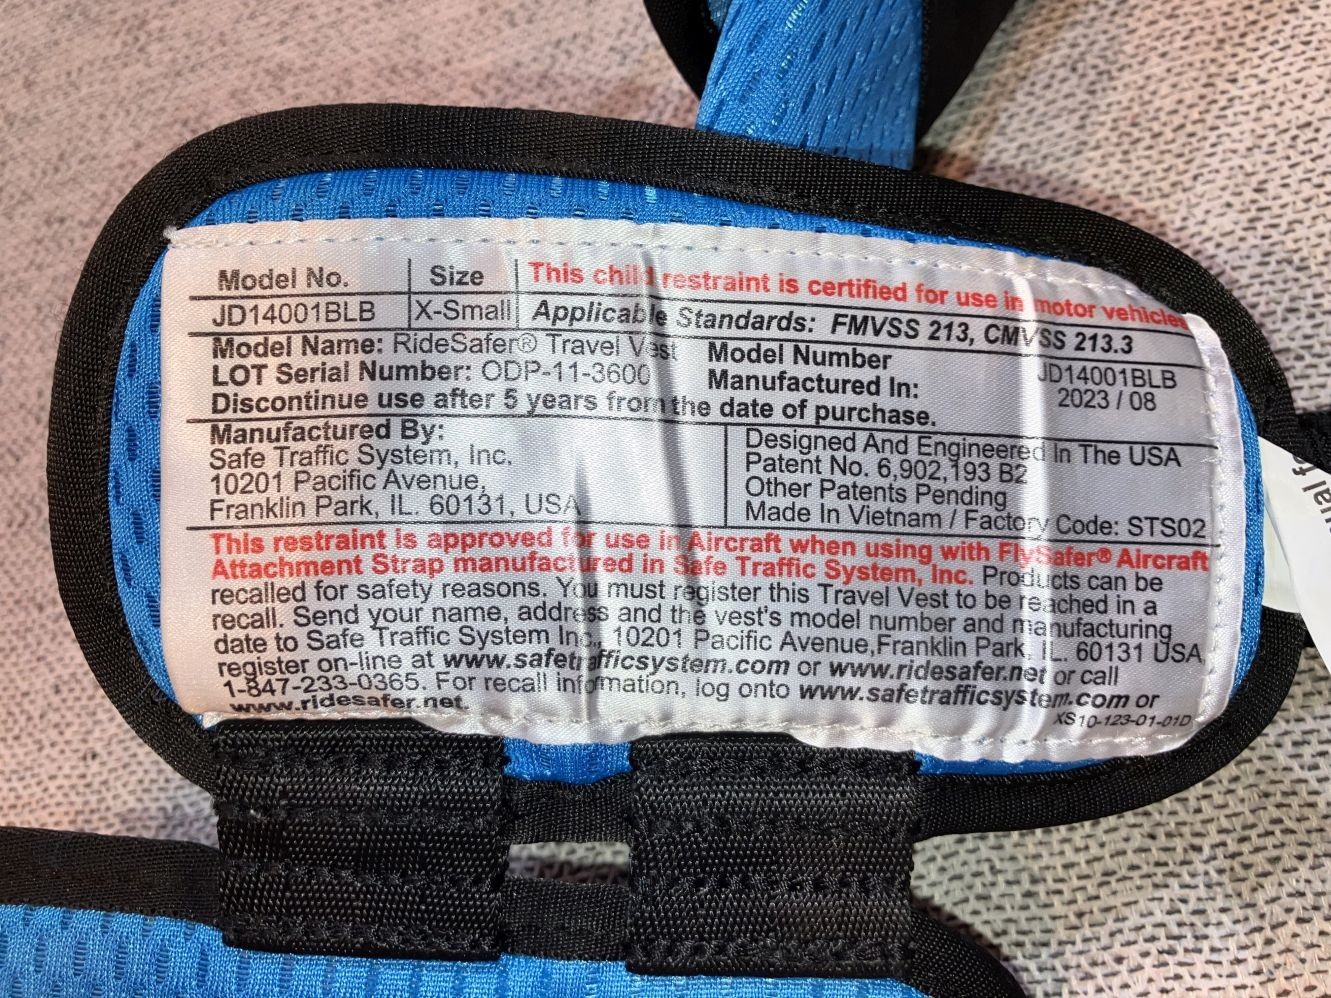 Model No. Size This child restraint is certified for use in motor vehicles
JD14001BLB X-Small Applicable Standards: FMVSS 213, CMVSS 213.3
Model Name: RideSafer® Travel Vest
LOT Serial Number: ODP-11-3600
Model Number JD14001BLB
Manufactured In: 2023 / 08
Discontinue use after 5 years from the date of purchase.
Manufactured By:
Safe Traffic System, Inc.
10201 Pacific Avenue,
Franklin Park, IL. 60131, USA
Designed And Engineered In The USA
Patent No. 6,902,193 B2
Other Patents Pending
Made In Vietnam / Factory Code: STS02
This restraint is approved for use in Aircraft when using with FlySafer® Aircraft
Attachment Strap manufactured in Safe Traffic System, Inc. Products can be
recalled for safety reasons. You must register this Travel Vest to be reached in a
recall. Send your name, address and the vest's model number and manufacturing
date to Safe Traffic System Inc., 10201 Pacific Avenue,Franklin Park, IL. 60131 USA,
register on-line at www.safetrafficsystem.com or www.ridesafer.net or call
1-847-233-0365. For recall information, log onto www.safetrafficsystem.com or
www.ridesafer.net.
XS10-123-01-01D